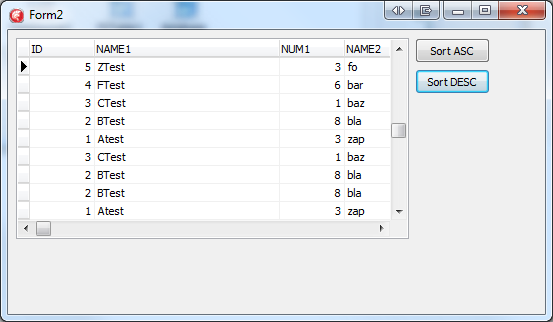 Form2
ID NAME1 NUM1 NAME2
5 ZTest 3 fo
4 FTest 6 bar
3 CTest 1 baz
2 BTest 8 bla
1 Atest 3 zap
3 CTest 1 baz
2 BTest 8 bla
2 BTest 8 bla
1 Atest 3 zap
Sort ASC
Sort DESC